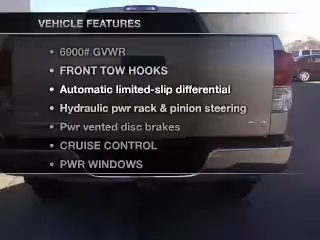 VEHICLE FEATURES
• 6900# GVWR
• FRONT TOW HOOKS
• Automatic limited-slip differential
• Hydraulic pwr rack & pinion steering
• Pwr vented disc brakes
• CRUISE CONTROL
• PWR WINDOWS